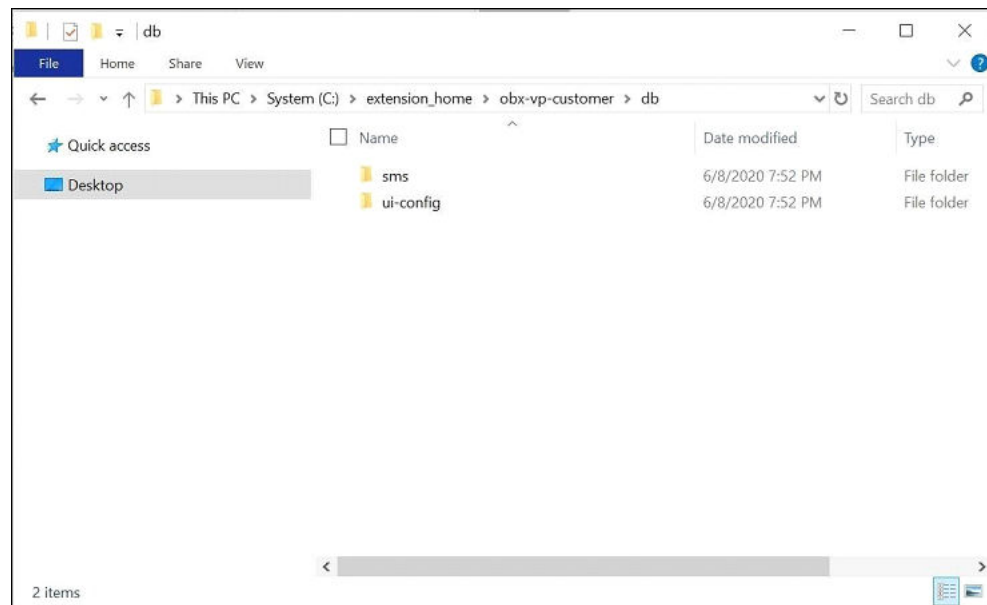 db
File Home Share View
This PC > System (C:) > extension_home > obx-vp-customer > db Search db
Quick access
Desktop
Name Date modified Type
sms 6/8/2020 7:52 PM File folder
ui-config 6/8/2020 7:52 PM File folder
2 items